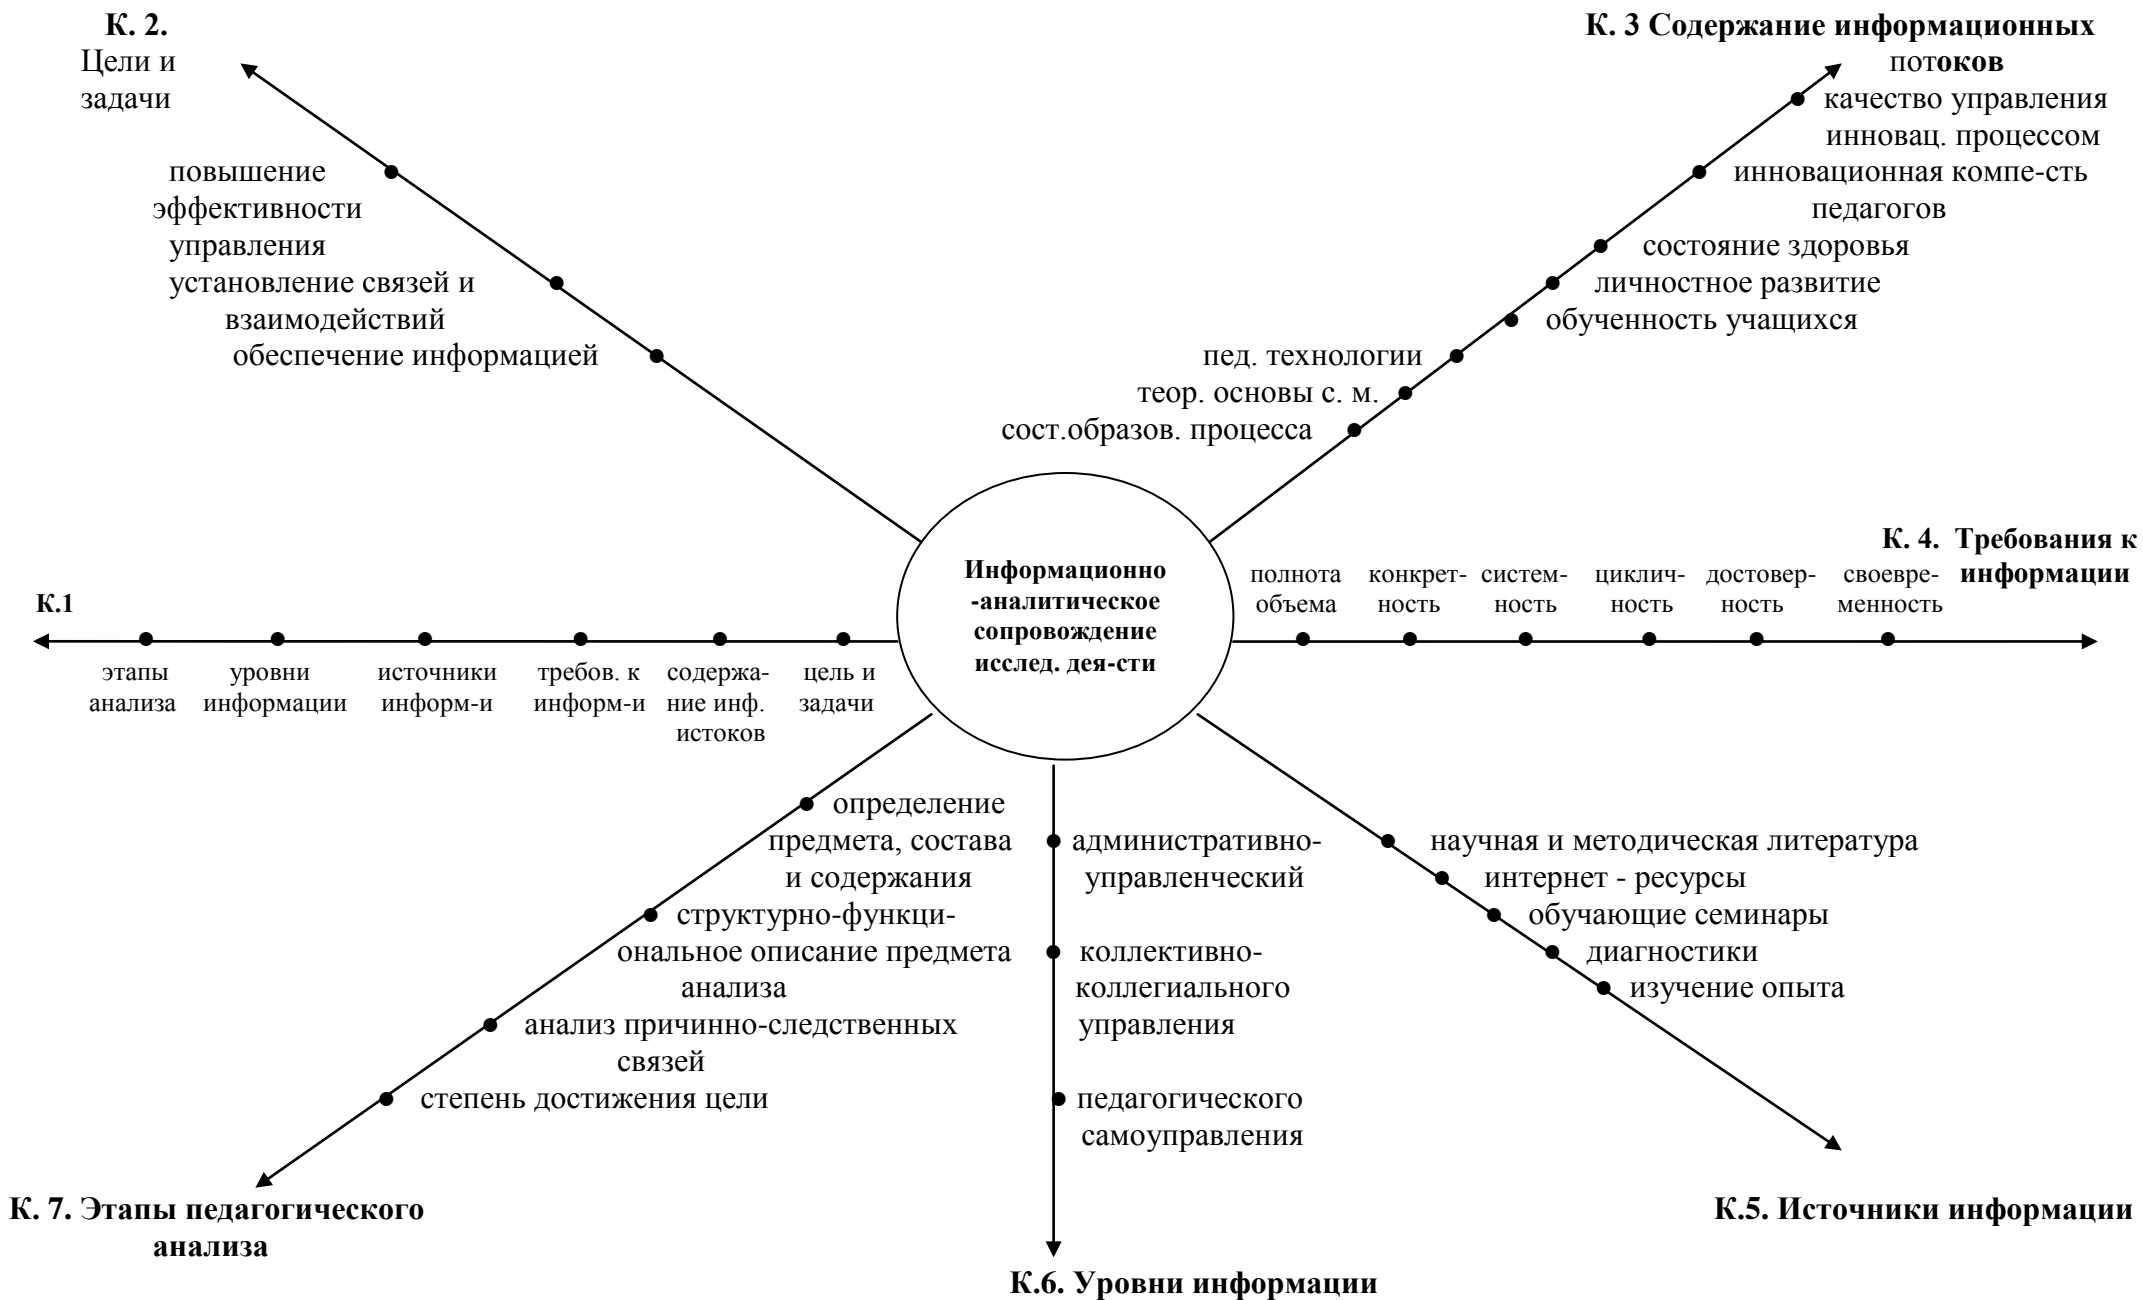 К. 2.
Цели и
задачи
повышение
эффективности
управления
установление связей и
взаимодействий
обеспечение информацией
К. 3 Содержание информационных
потоков
качество управления
инновац. процессом
инновационная компе-сть
педагогов
состояние здоровья
личностное развитие
обученность учащихся
пед. технологии
теор. основы с. м.
сост.образов. процесса
Информационно
-аналитическое
сопровождение
исслед. дея-сти
К. 4. Требования к
информации
полнота
объема
конкрет-
ность
систем-
ность
циклич-
ность
достовер-
ность
своевре-
менность
К.1
этапы
анализа
уровни
информации
источники
информ-и
требов. к
информ-и
содержа-
ние инф.
истоков
цель и
задачи
определение
предмета, состава
и содержания
структурно-функци-
ональное описание предмета
анализа
анализ причинно-следственных
связей
степень достижения цели
К. 7. Этапы педагогического
анализа
административно-
управленческий
коллективно-
коллегиального
управления
педагогического
самоуправления
К.6. Уровни информации
научная и методическая литература
интернет - ресурсы
обучающие семинары
диагностики
изучение опыта
К.5. Источники информации